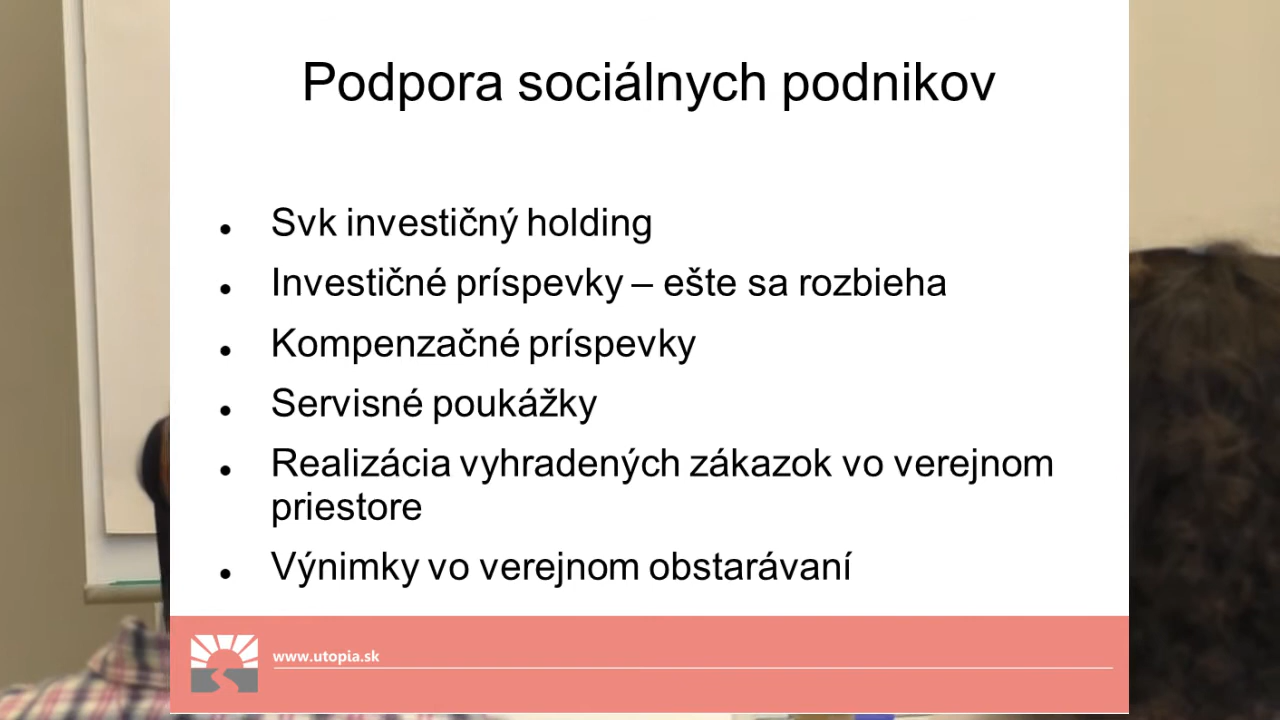 Podpora sociálnych podnikov
Svk investičný holding
Investičné príspevky – ešte sa rozbieha
Kompenzačné príspevky
Servisné poukážky
Realizácia vyhradených zákazok vo verejnom
priestore
Výnimky vo verejnom obstarávaní
www.utopia.sk